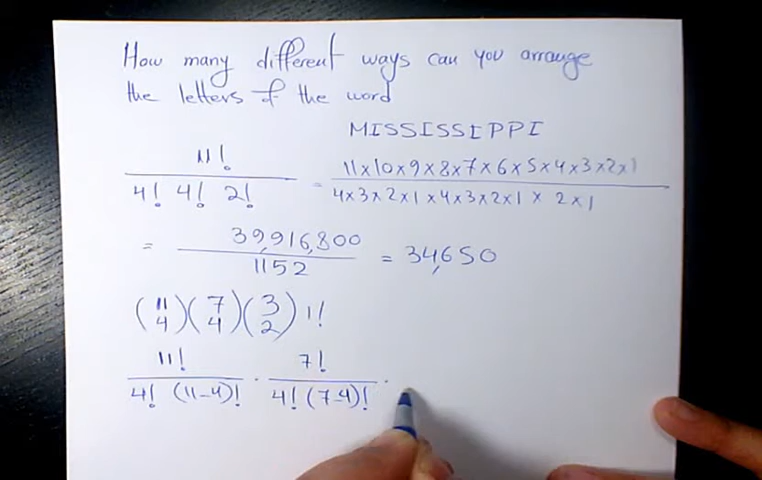 How many different ways can you arrange
the letters of the word
MISSISSIPPI
11! / 4! 4! 2! = 11×10×9×8×7×6×5×4×3×2×1 / 4×3×2×1×4×3×2×1 × 2×1
= 39,916,800 / 1152 = 34,650
(11 4)(7 4)(3 2) 1!
11! / 4! (11-4)! · 7! / 4! (7-4)! ·